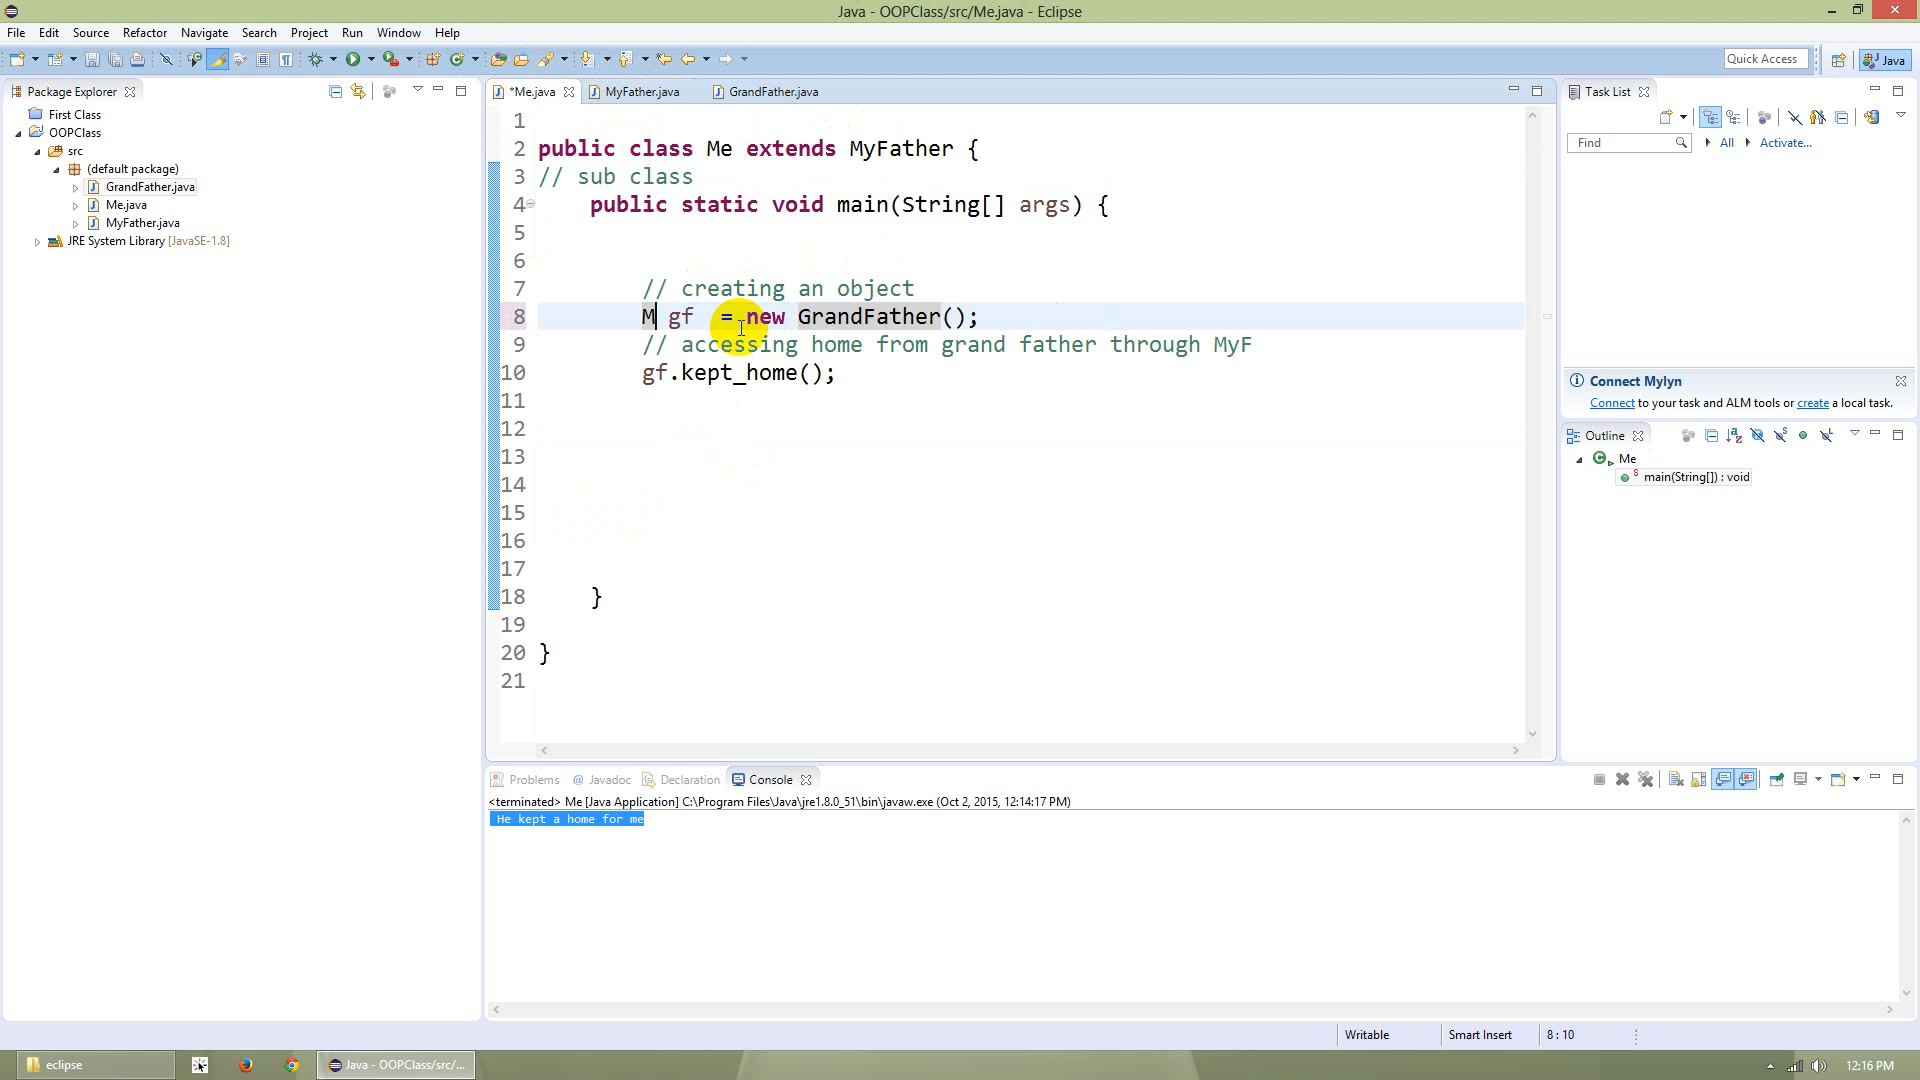 Java - OOPClass/src/Me.java - Eclipse
File Edit Source Refactor Navigate Search Project Run Window Help
Quick Access
Java
Package Explorer
First Class
OOPClass
src
(default package)
GrandFather.java
Me.java
MyFather.java
JRE System Library [JavaSE-1.8]
*Me.java MyFather.java GrandFather.java
1
2 public class Me extends MyFather {
3 // sub class
4 public static void main(String[] args) {
5
6
7 // creating an object
8 M gf = new GrandFather();
9 // accessing home from grand father through MyF
10 gf.kept_home();
11
12
13
14
15
16
17
18 }
19
20 }
21
Task List
Find All Activate...
Connect Mylyn
Connect to your task and ALM tools or create a local task.
Outline
Me
main(String[]) : void
Problems @ Javadoc Declaration Console
<terminated> Me [Java Application] C:\Program Files\Java\jre1.8.0_51\bin\javaw.exe (Oct 2, 2015, 12:14:17 PM)
He kept a home for me
Writable Smart Insert 8 : 10
eclipse
Java - OOPClass/src/...
12:16 PM